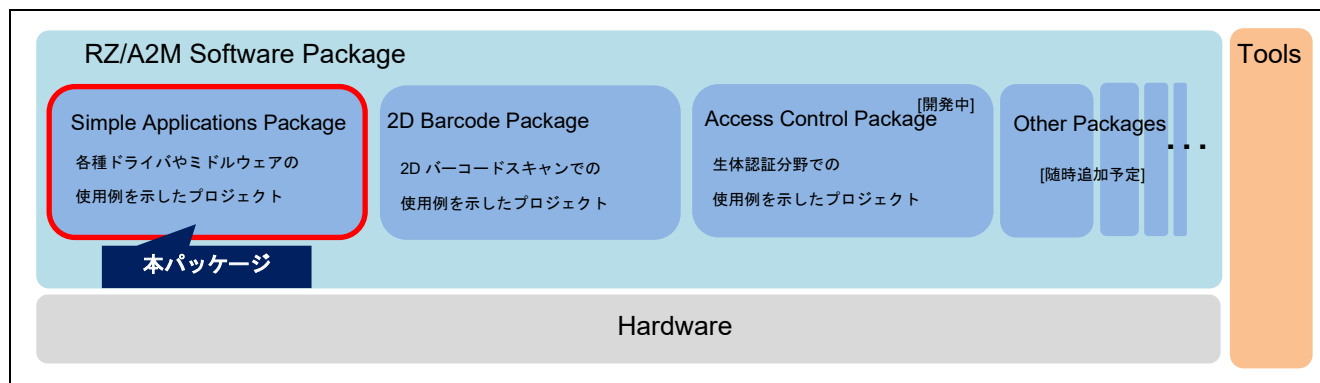 RZ/A2M Software Package
Tools
Simple Applications Package
各種ドライバやミドルウェアの
使用例を示したプロジェクト
本パッケージ
2D Barcode Package
2D バーコードスキャンでの
使用例を示したプロジェクト
[開発中]
Access Control Package
生体認証分野での
使用例を示したプロジェクト
Other Packages
...
[随時追加予定]
Hardware